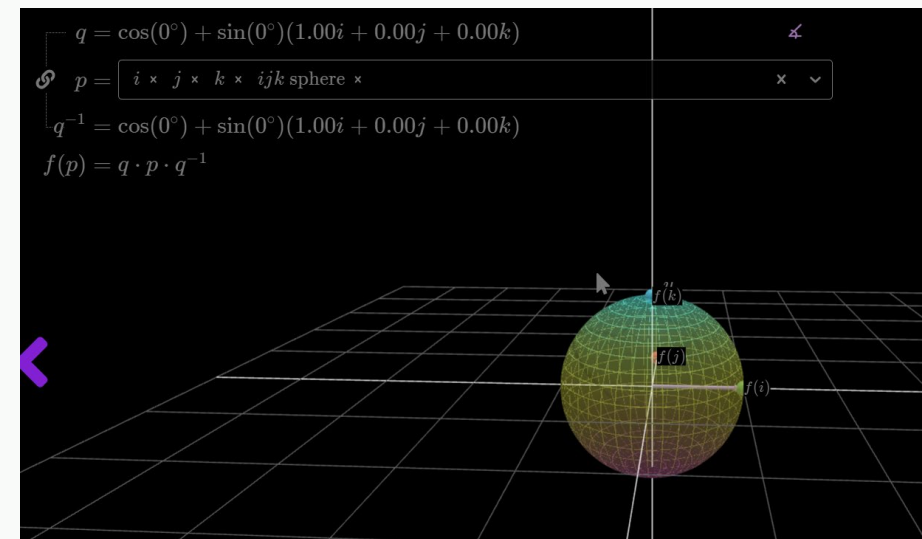 q = cos(0°) + sin(0°)(1.00i + 0.00j + 0.00k)
p = i × j × k × ijk sphere ×
q⁻¹ = cos(0°) + sin(0°)(1.00i + 0.00j + 0.00k)
f(p) = q · p · q⁻¹
f(k)
f(j)
f(i)